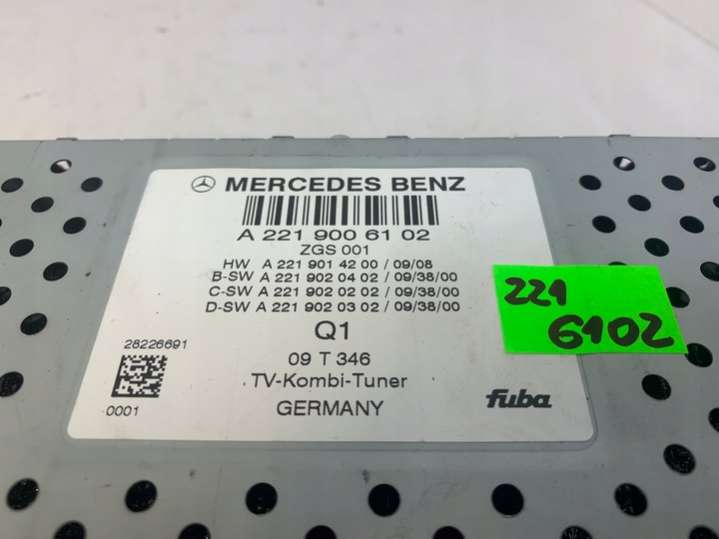 MERCEDES BENZ
A 221 900 61 02
ZGS 001
HW A 221 901 42 00 / 09/08
B-SW A 221 902 04 02 / 09/38/00
C-SW A 221 902 02 02 / 09/38/00
D-SW A 221 902 03 02 / 09/38/00
Q1
28226691
09 T 346
TV-Kombi-Tuner
0001
GERMANY
fuba
221
6102